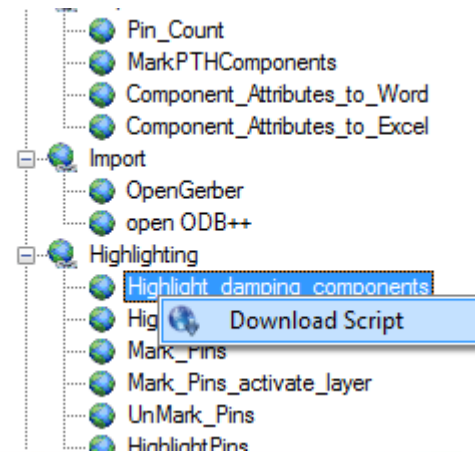 Pin_Count
MarkPTHComponents
Component_Attributes_to_Word
Component_Attributes_to_Excel
Import
OpenGerber
open ODB++
Highlighting
Highlight_damping_components
Download Script
Mark_Pins
Mark_Pins_activate_layer
UnMark_Pins
HighlightPins